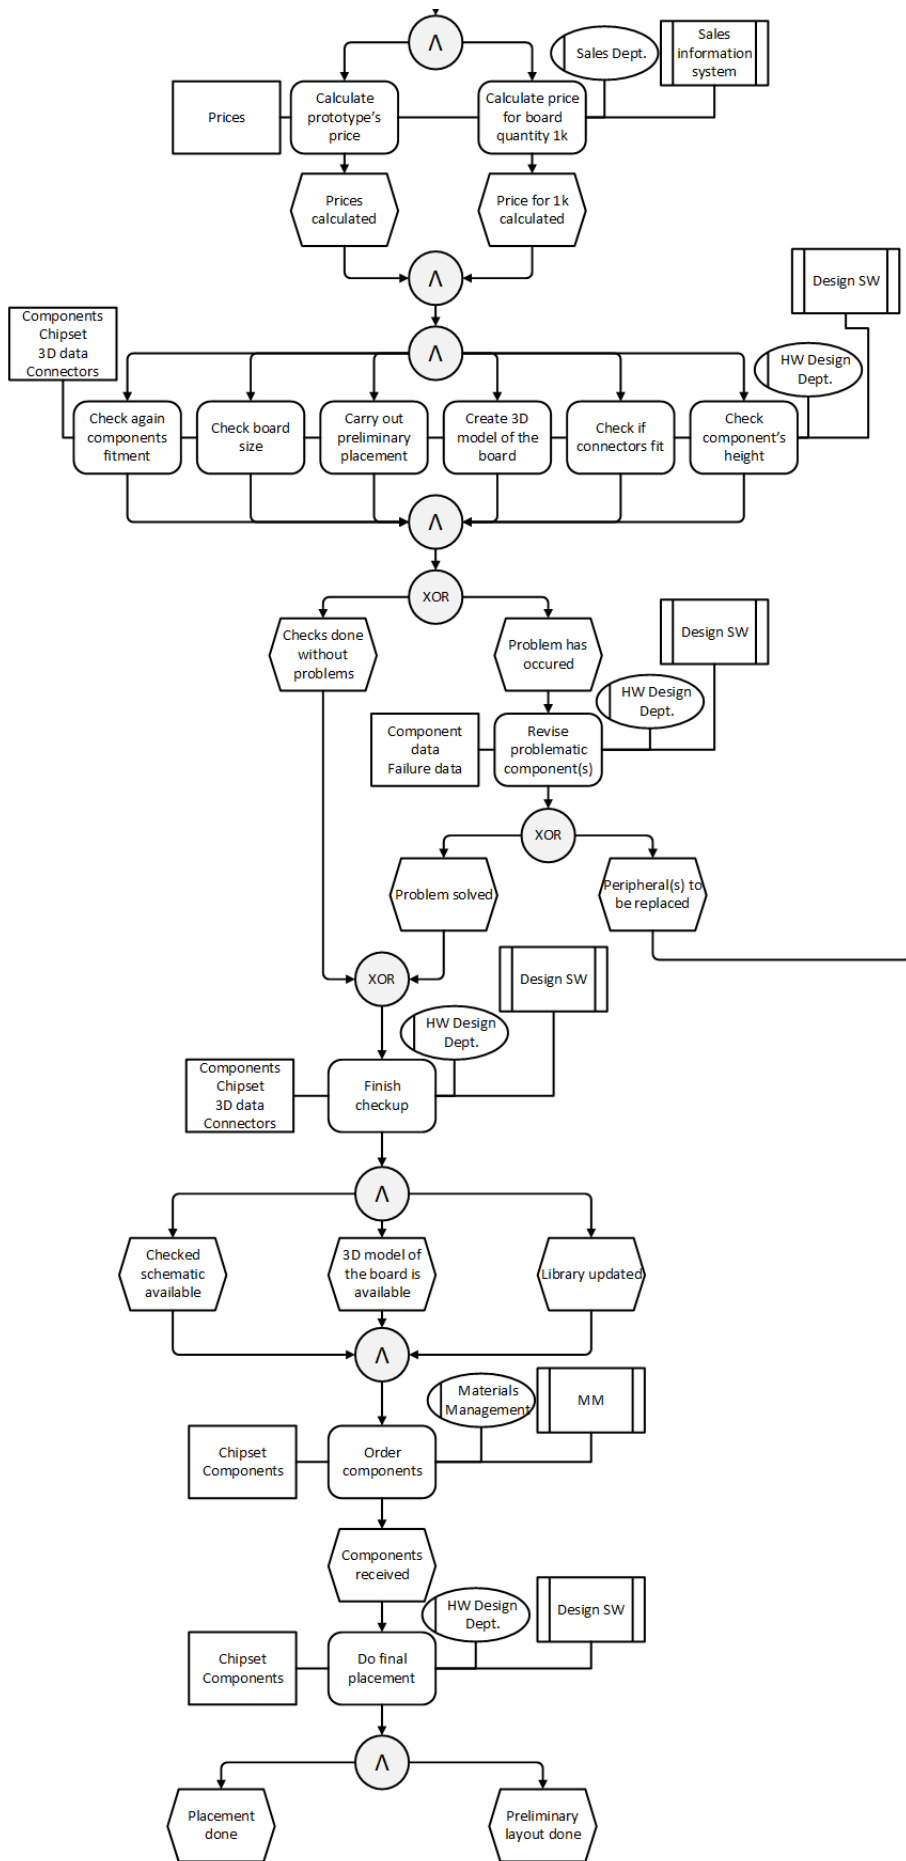 Λ
Sales Dept.
Sales
information
system
Prices
Calculate
prototype's
price
Calculate price
for board
quantity 1k
Prices
calculated
Price for 1k
calculated
Λ
Design SW
Components
Chipset
3D data
Connectors
Λ
HW Design
Dept.
Check again
components
fitment
Check board
size
Carry out
preliminary
placement
Create 3D
model of the
board
Check if
connectors fit
Check
component's
height
Λ
XOR
Checks done
without
problems
Problem has
occured
Design SW
HW Design
Dept.
Component
data
Failure data
Revise
problematic
component(s)
XOR
Problem solved
Peripheral(s) to
be replaced
XOR
Design SW
HW Design
Dept.
Components
Chipset
3D data
Connectors
Finish
checkup
Λ
Checked
schematic
available
3D model of
the board is
available
Library updated
Λ
Materials
Management
MM
Chipset
Components
Order
components
Components
received
HW Design
Dept.
Design SW
Chipset
Components
Do final
placement
Λ
Placement
done
Preliminary
layout done